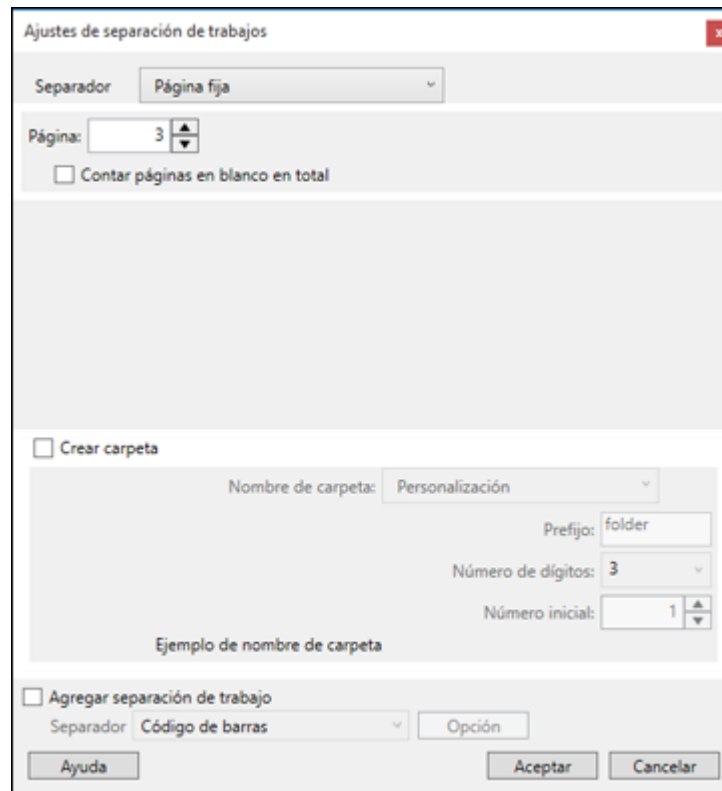 Ajustes de separación de trabajos x
Separador Página fija
Página: 3
Contar páginas en blanco en total
Crear carpeta
Nombre de carpeta: Personalización
Prefijo: folder
Número de dígitos: 3
Número inicial: 1
Ejemplo de nombre de carpeta
Agregar separación de trabajo
Separador Código de barras Opción
Ayuda Aceptar Cancelar